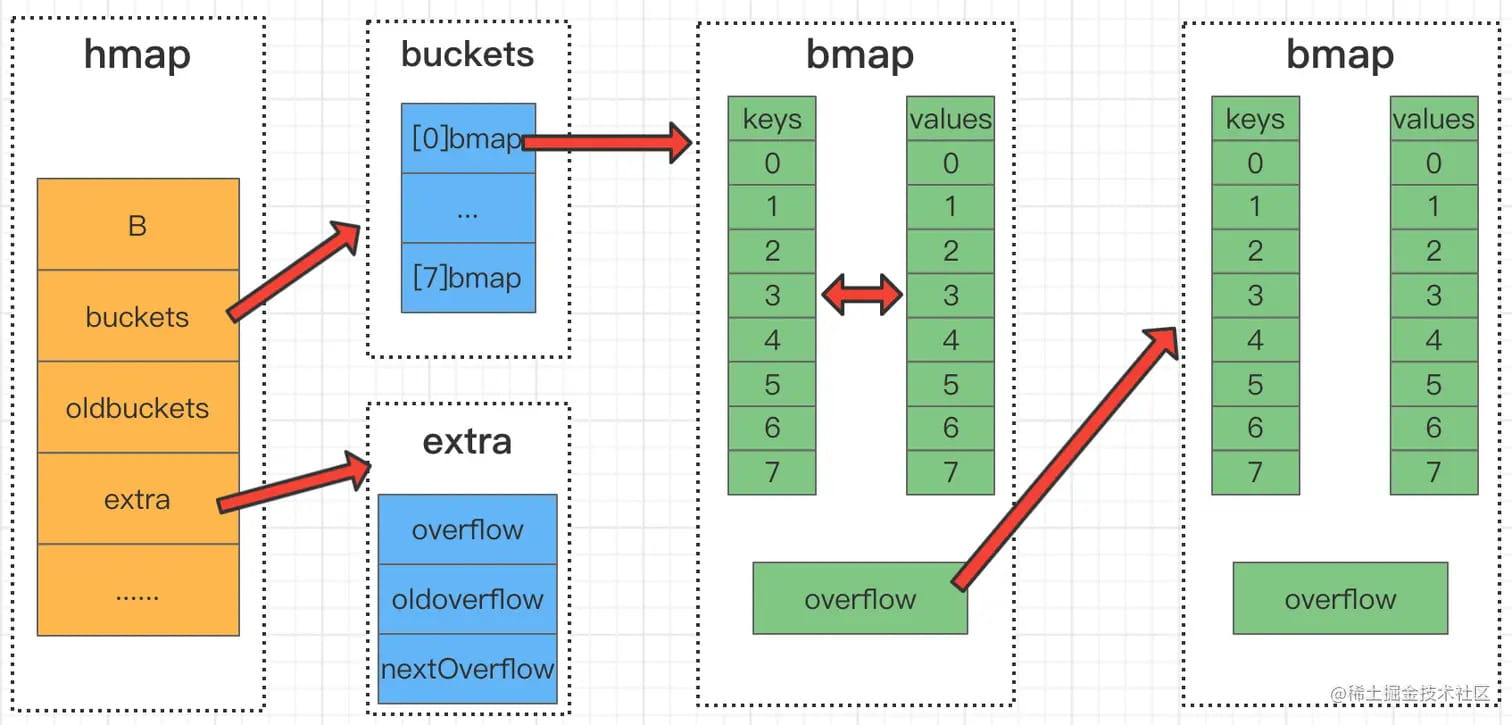 hmap
B
buckets
oldbuckets
extra
......
buckets
[0]bmap
...
[7]bmap
extra
overflow
oldoverflow
nextOverflow
bmap
keys values
0 0
1 1
2 2
3 3
4 4
5 5
6 6
7 7
overflow
bmap
keys values
0 0
1 1
2 2
3 3
4 4
5 5
6 6
7 7
overflow
@稀土掘金技术社区